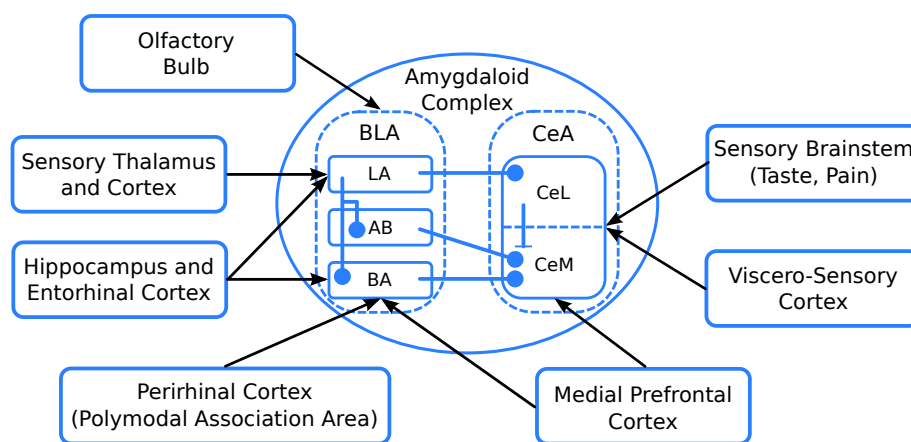 Olfactory
Bulb
Amygdaloid
Complex
BLA
CeA
Sensory Thalamus
and Cortex
LA
CeL
Sensory Brainstem
(Taste, Pain)
AB
Hippocampus and
Entorhinal Cortex
BA
CeM
Viscero-Sensory
Cortex
Perirhinal Cortex
(Polymodal Association Area)
Medial Prefrontal
Cortex